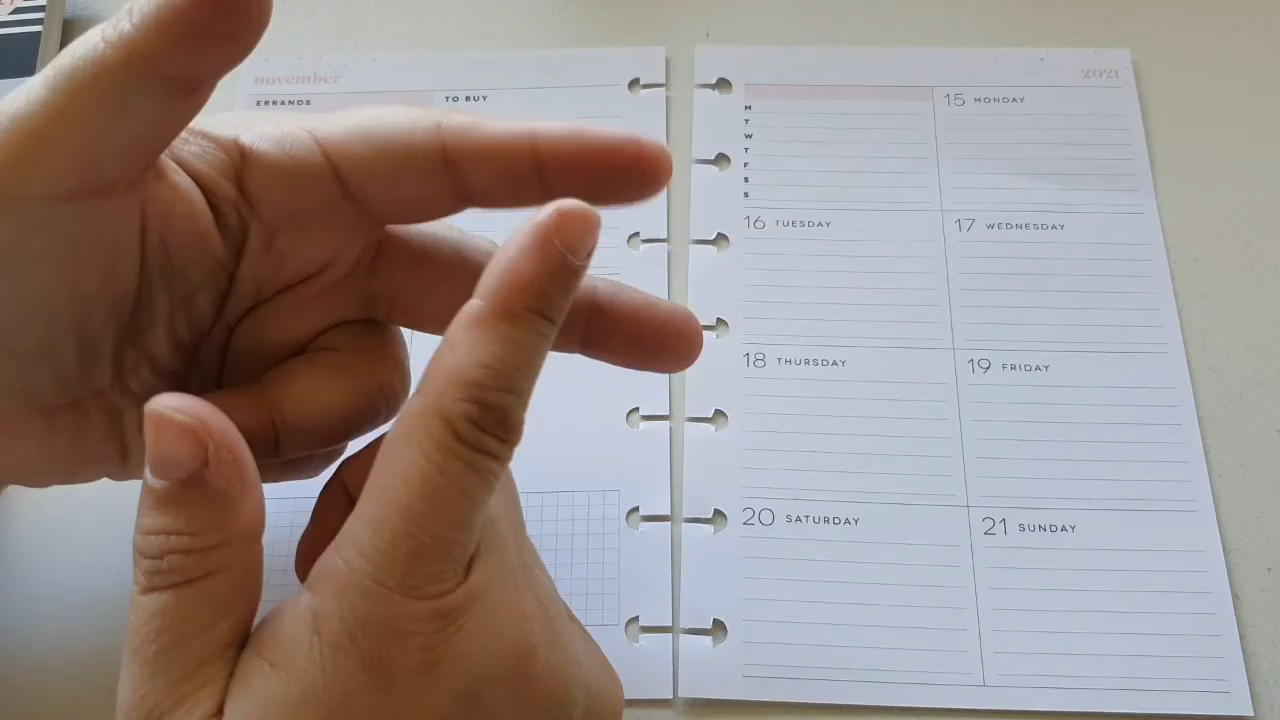 november
ERRANDS
TO BUY
2021
M
T
W
T
F
S
S
15 MONDAY
16 TUESDAY
17 WEDNESDAY
18 THURSDAY
19 FRIDAY
20 SATURDAY
21 SUNDAY